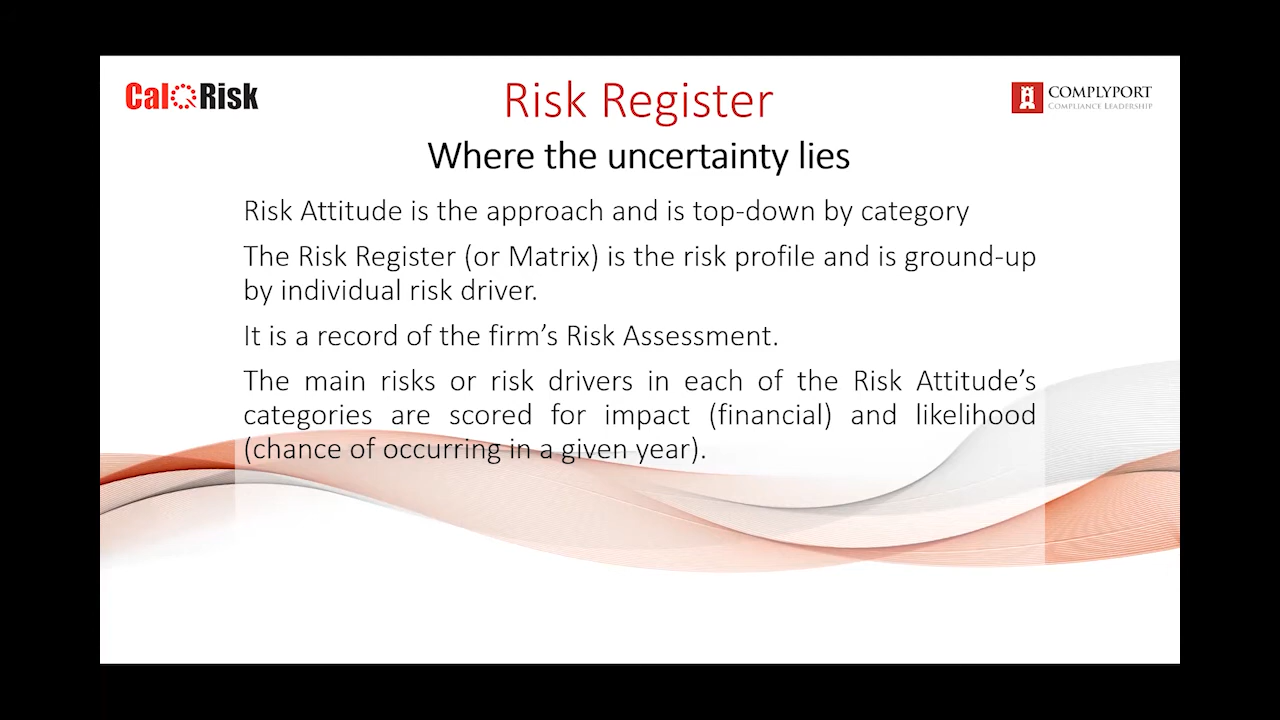 CalQRisk
Risk Register
COMPLYPORT
COMPLIANCE LEADERSHIP
Where the uncertainty lies
Risk Attitude is the approach and is top-down by category
The Risk Register (or Matrix) is the risk profile and is ground-up
by individual risk driver.
It is a record of the firm’s Risk Assessment.
The main risks or risk drivers in each of the Risk Attitude’s
categories are scored for impact (financial) and likelihood
(chance of occurring in a given year).